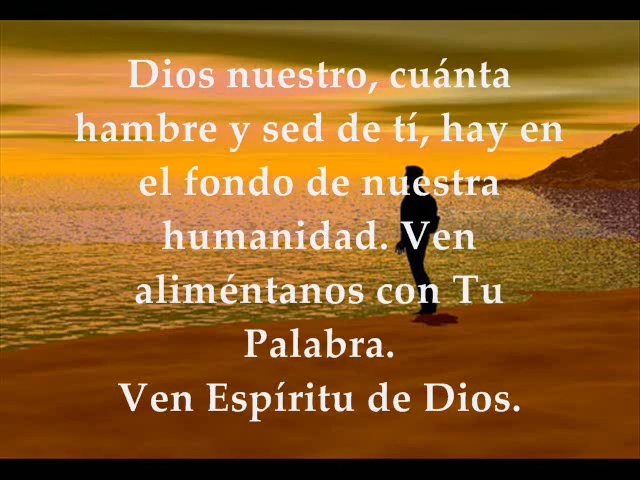 Dios nuestro, cuánta
hambre y sed de tí, hay en
el fondo de nuestra
humanidad. Ven
aliméntanos con Tu
Palabra.
Ven Espíritu de Dios.